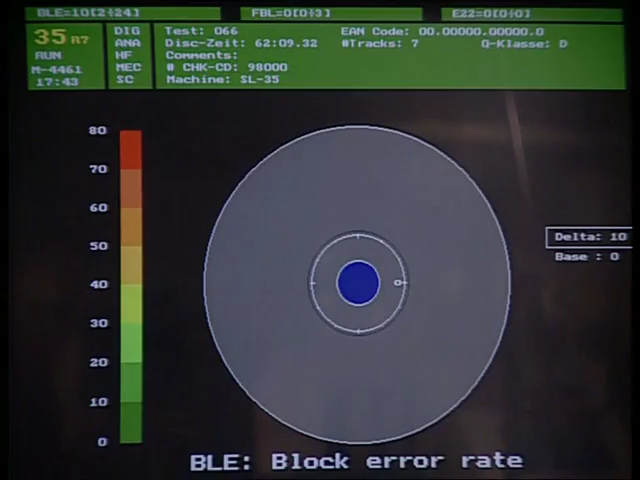 BLE=10[2÷24] FBL=0[0÷3] E22=0[0÷0]
35 R7
RUN
M-4461
17:43
DIG
ANA
HF
MEC
SC
Test: 066 EAN Code: 00.00000.00000.0
Disc-Zeit: 62:09.32 #Tracks: 7 Q-Klasse: D
Comments:
# CHK-CD: 98000
Machine: SL-35
80
70
60
50
40
30
20
10
0
Delta: 10
Base : 0
BLE: Block error rate